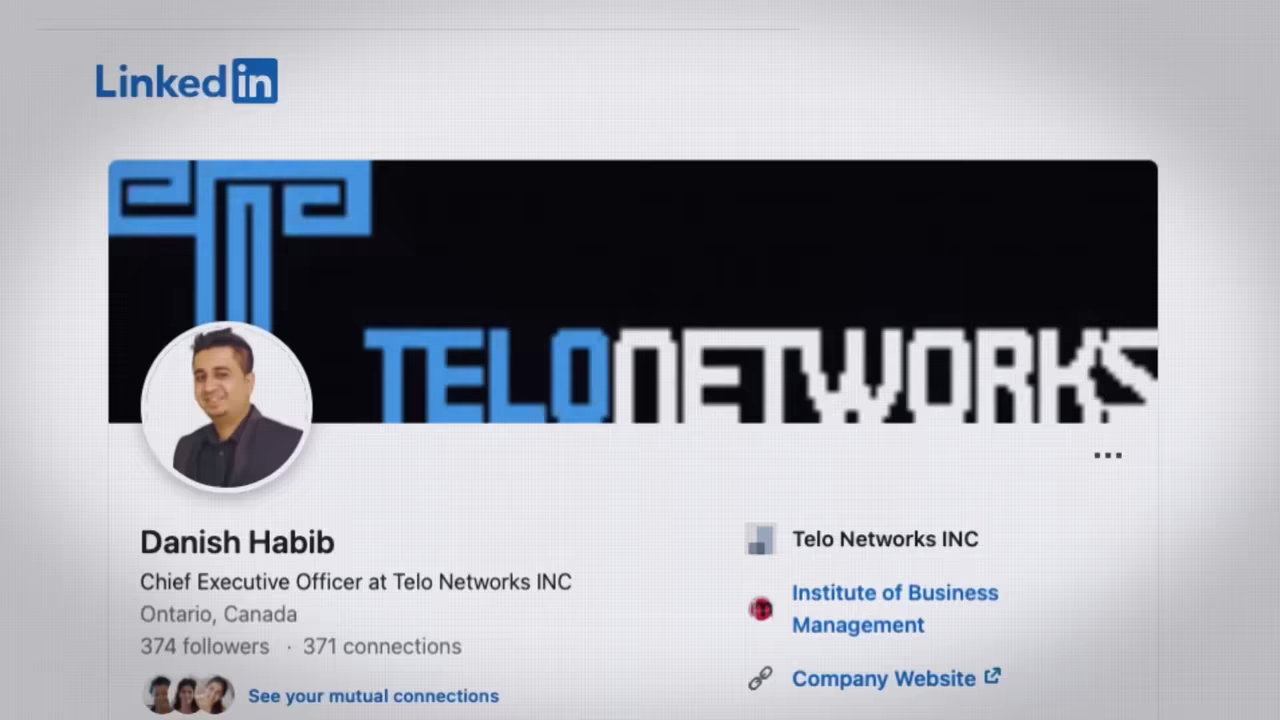 LinkedIn
TELONETWORKS
Danish Habib
Chief Executive Officer at Telo Networks INC
Ontario, Canada
374 followers · 371 connections
See your mutual connections
Telo Networks INC
Institute of Business
Management
Company Website